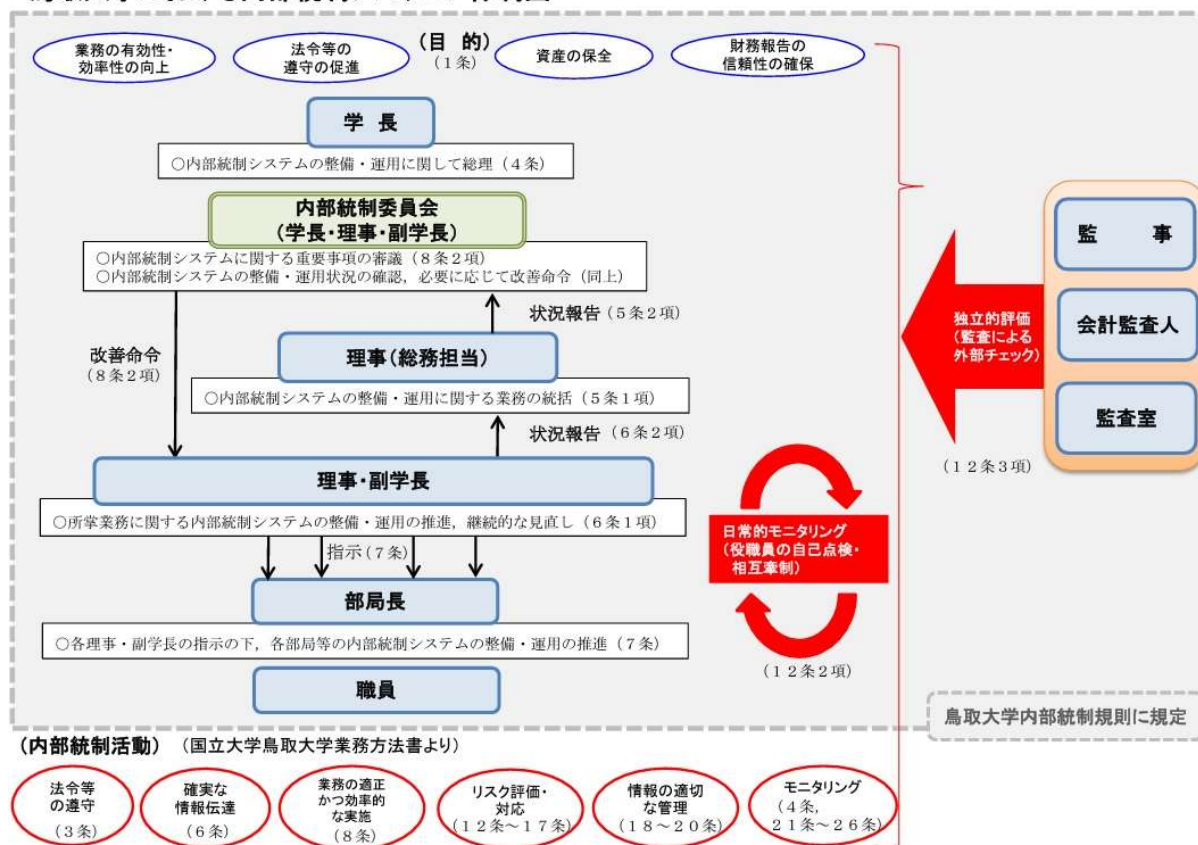 業務の有効性・
効率性の向上
法令等の
遵守の促進
(目 的)
(1条)
資産の保全
財務報告の
信頼性の確保
学 長
○内部統制システムの整備・運用に関して総理(4条)
内部統制委員会
(学長・理事・副学長)
○内部統制システムに関する重要事項の審議(8条2項)
○内部統制システムの整備・運用状況の確認,必要に応じて改善命令(同上)
状況報告(5条2項)
改善命令
(8条2項)
理事(総務担当)
○内部統制システムの整備・運用に関する業務の統括(5条1項)
状況報告(6条2項)
理事・副学長
○所掌業務に関する内部統制システムの整備・運用の推進,継続的な見直し(6条1項)
指示(7条)
部局長
○各理事・副学長の指示の下,各部局等の内部統制システムの整備・運用の推進(7条)
職員
日常的モニタリング
(役職員の自己点検・
相互牽制)
(12条2項)
独立的評価
(監査による
外部チェック)
(12条3項)
監 事
会計監査人
監査室
鳥取大学内部統制規則に規定
(内部統制活動) (国立大学鳥取大学業務方法書より)
法令等
の遵守
(3条)
確実な
情報伝達
(6条)
業務の適正
かつ効率的
な実施
(8条)
リスク評価・
対応
(12条～17条)
情報の適切
な管理
(18～20条)
モニタリング
(4条,
21条～26条)